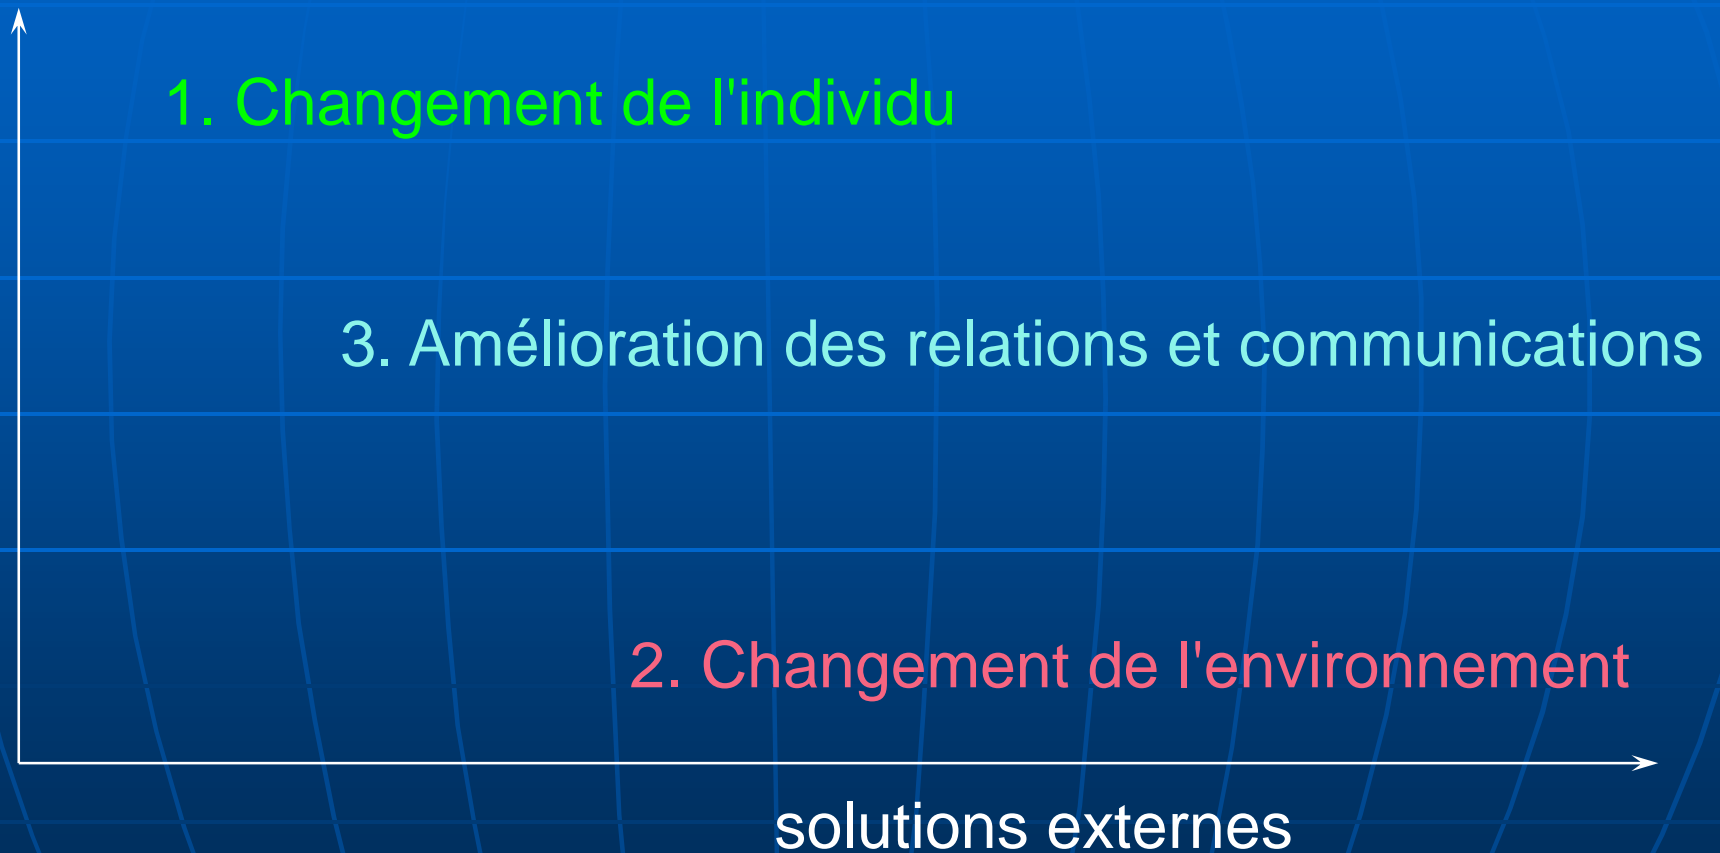 1. Changement de l'individu
3. Amélioration des relations et communications
2. Changement de l'environnement
solutions externes